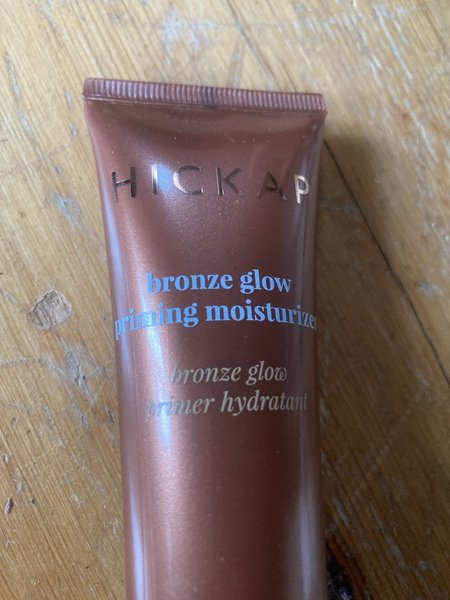 HICKAP
bronze glow
priming moisturizer
bronze glow
primer hydratant